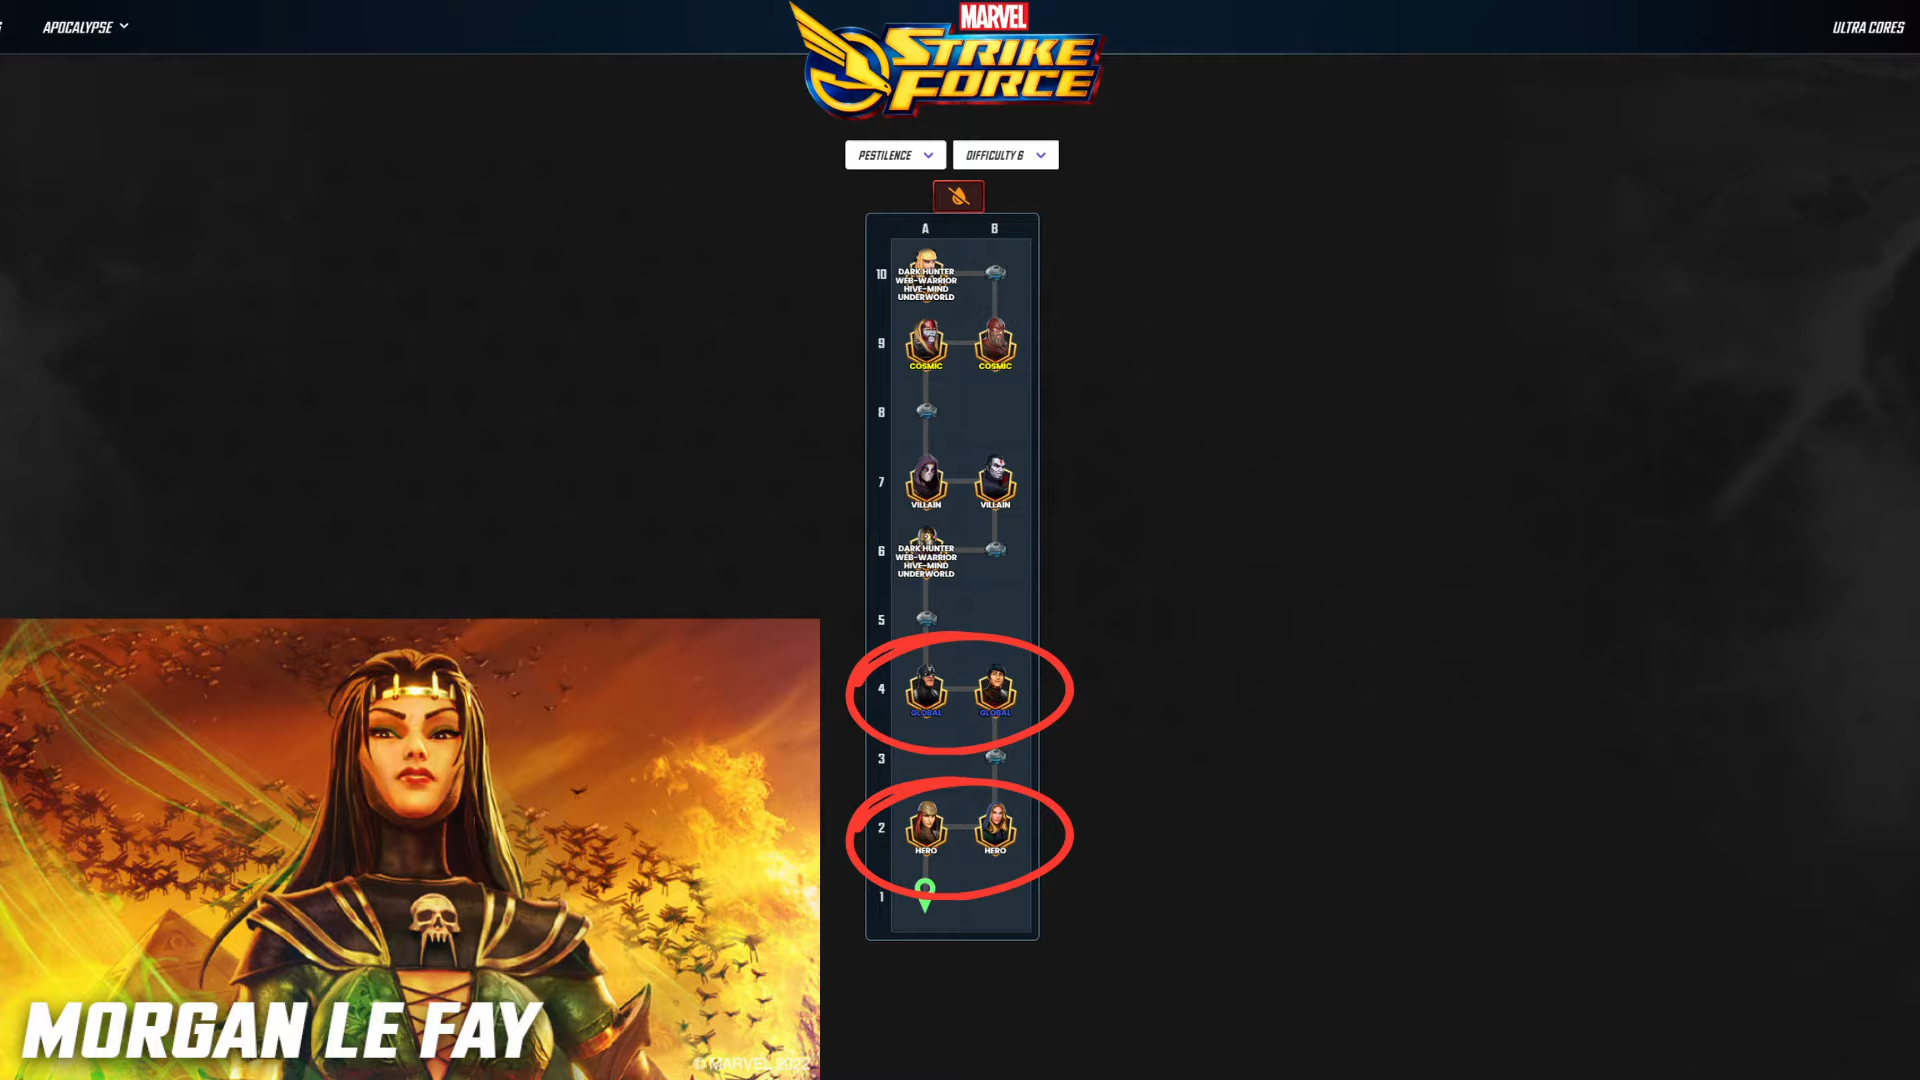 APOCALYPSE
MARVEL
STRIKE
FORCE
ULTRA CORES
PESTILENCE
DIFFICULTY 6
A B
10
DARK HUNTER
WEB-WARRIOR
HIVE-MIND
UNDERWORLD
9
COSMIC COSMIC
8
7
VILLAIN VILLAIN
6
DARK HUNTER
WEB-WARRIOR
HIVE-MIND
UNDERWORLD
5
4
GLOBAL GLOBAL
3
2
HERO HERO
1
MORGAN LE FAY
© MARVEL 2022